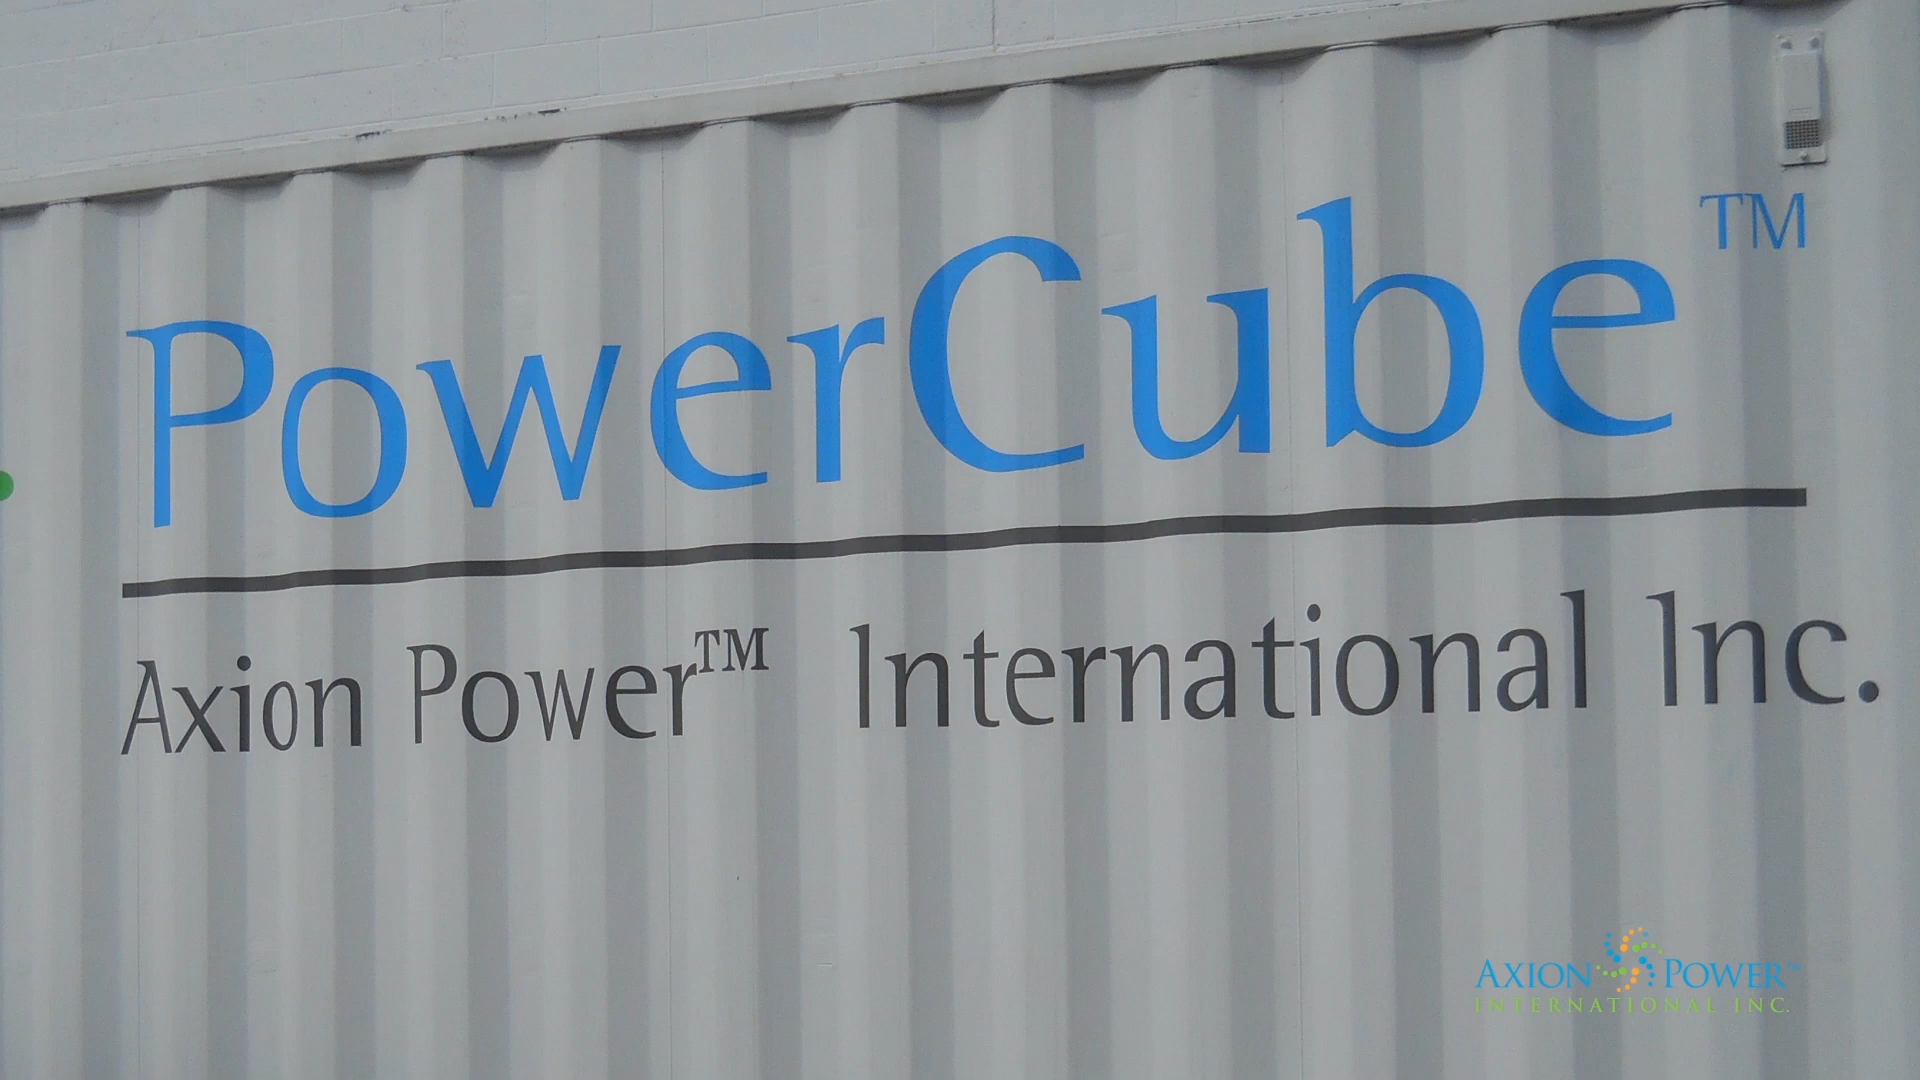 PowerCube™
Axion Power™ International Inc.
AXION POWER™
INTERNATIONAL INC.